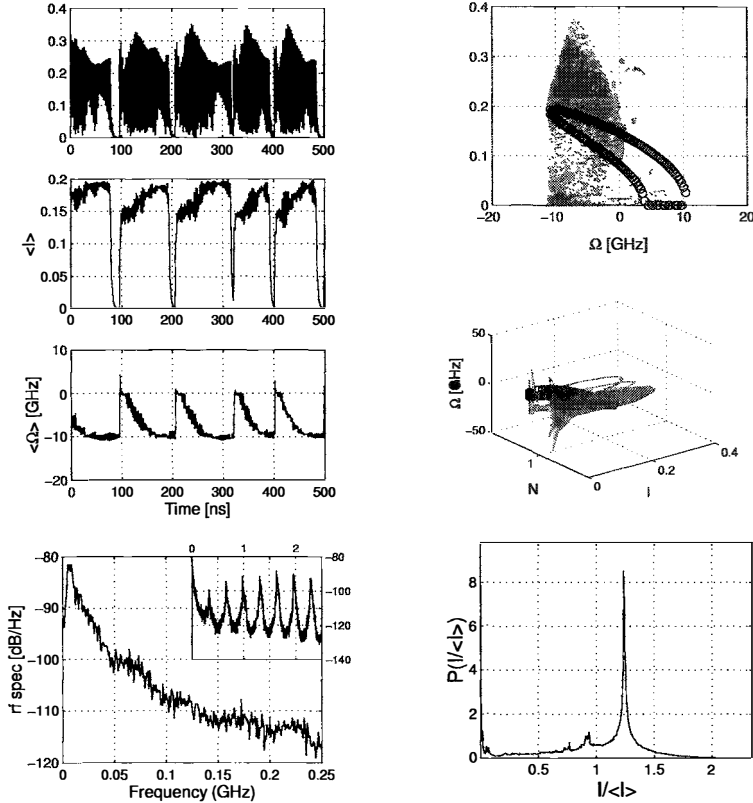 0.4
0.3
0.2
0.1
0
0 100 200 300 400 500
0.2
0.15
0.1
0.05
0
<I>
0 100 200 300 400 500
10
0
−10
−20
<Ω> [GHz]
0 100 200 300 400 500
Time [ns]
−80
−90
−100
−110
−120
rf spec [dB/Hz]
0 0.05 0.1 0.15 0.2 0.25
Frequency (GHz)
0 1 2
−80
−100
−120
−140
0.4
0.3
0.2
0.1
0
−20 −10 0 10 20
Ω [GHz]
50
0
−50
1
N
0
0.2
0.4
I
8
6
4
2
0
P(I/<I>)
0.5 1 1.5 2
I/<I>